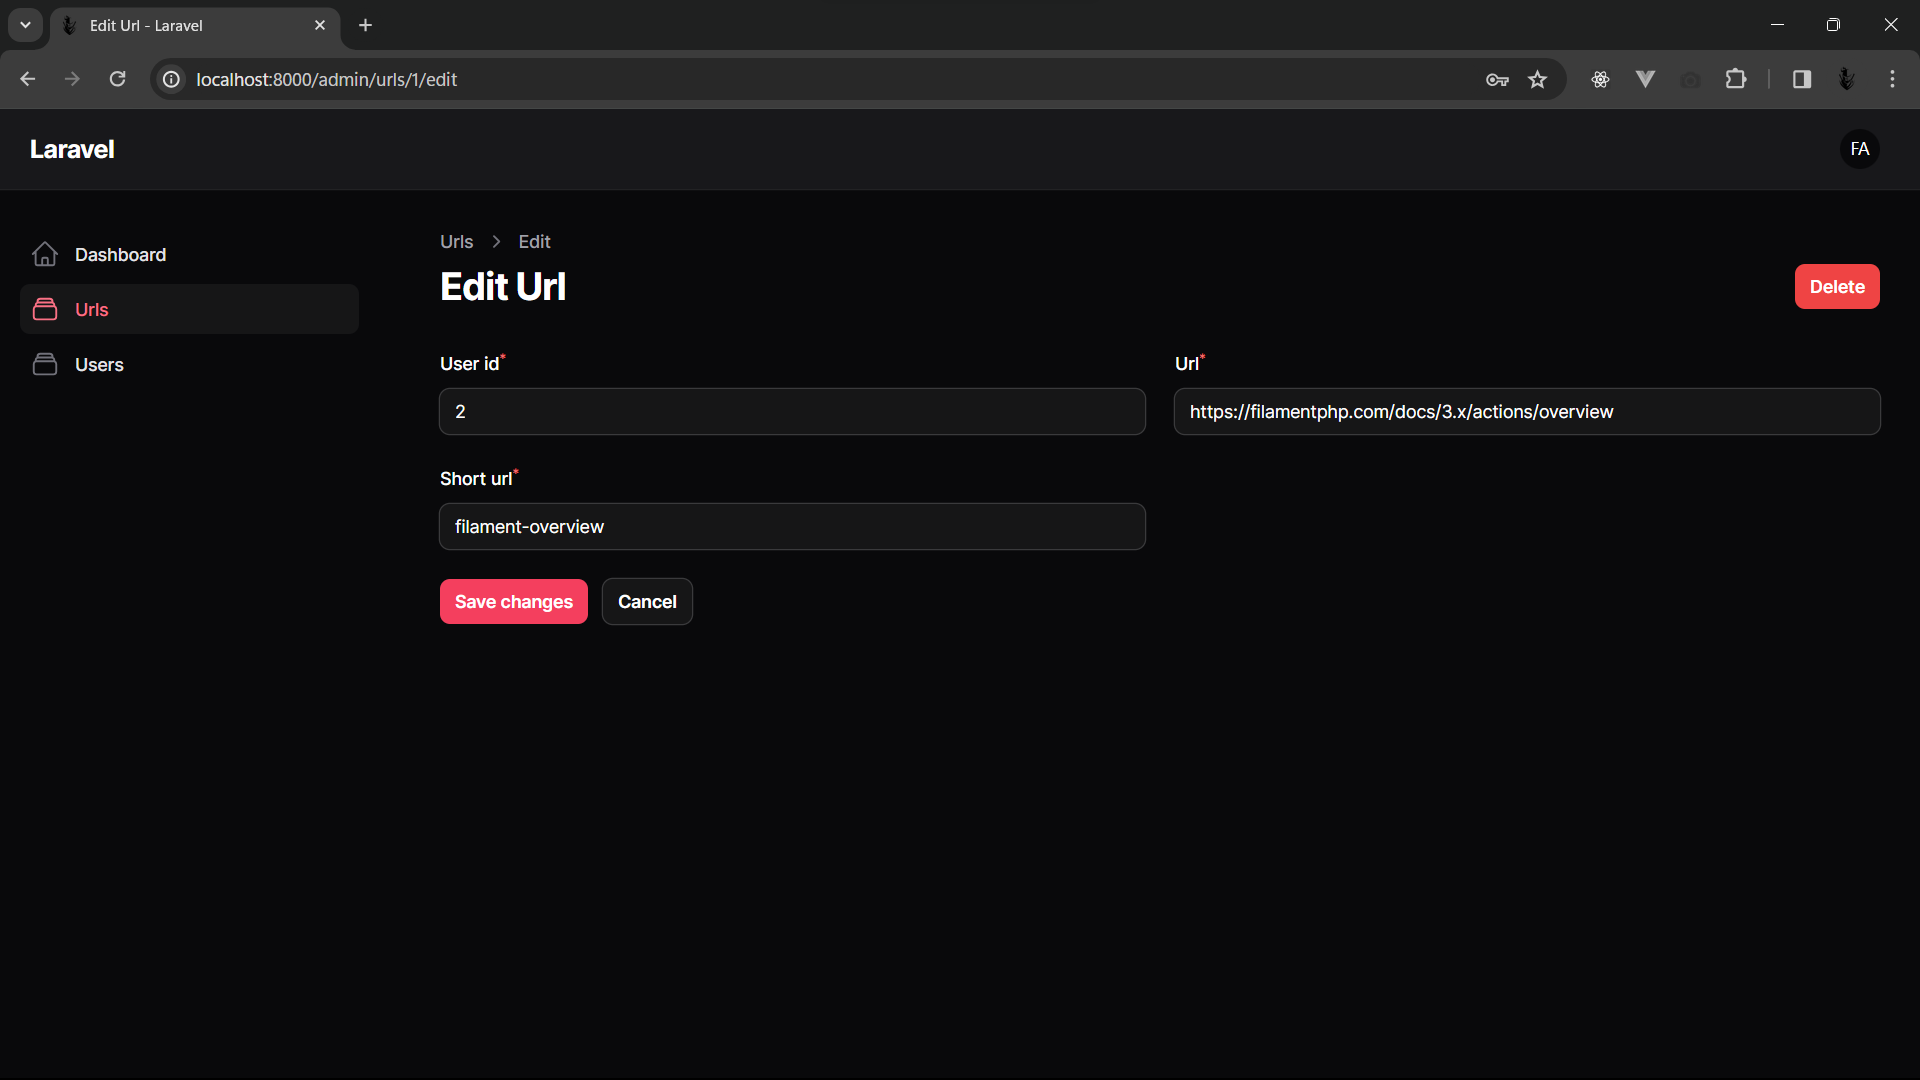 Edit Url - Laravel
localhost:8000/admin/urls/1/edit
Laravel
FA
Dashboard
Urls
Users
Urls > Edit
Edit Url
Delete
User id*
2
Url*
https://filamentphp.com/docs/3.x/actions/overview
Short url*
filament-overview
Save changes
Cancel